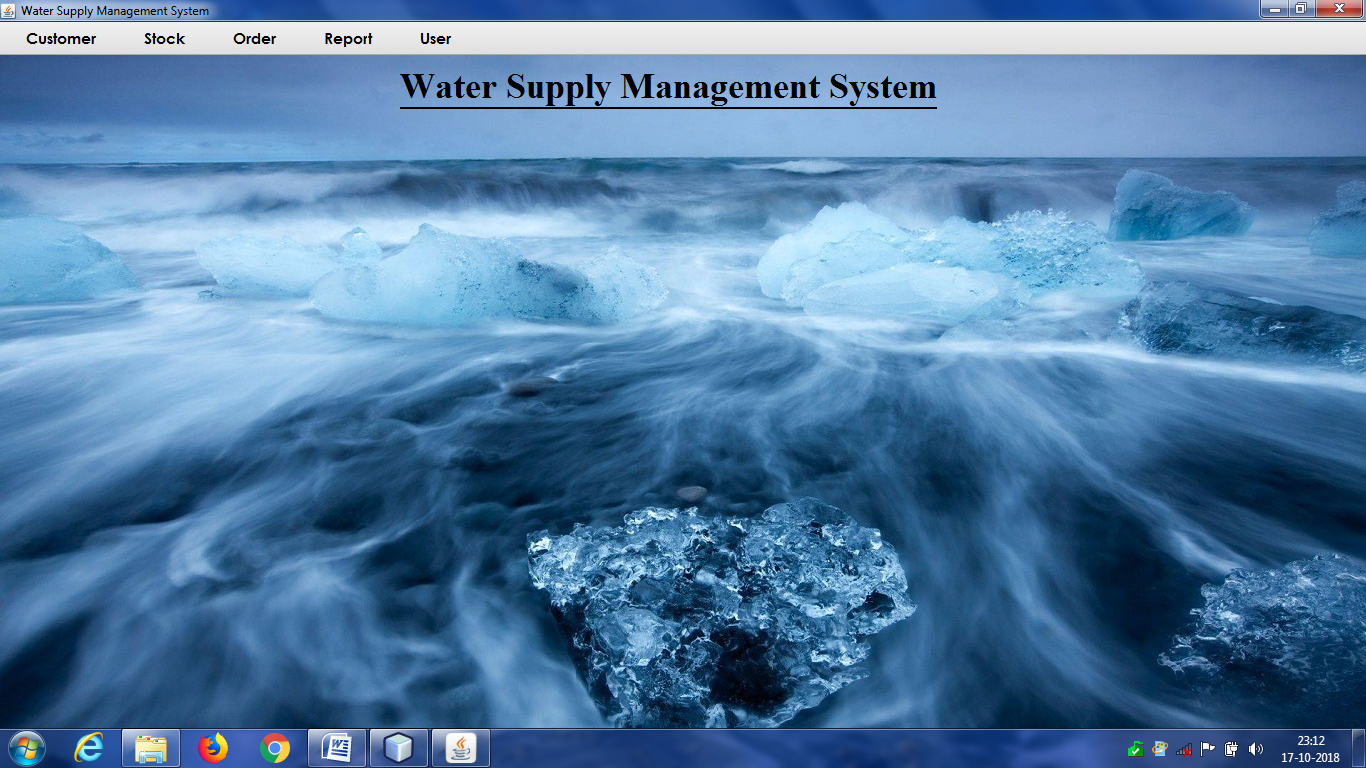 Water Supply Management System
Customer Stock Order Report User
Water Supply Management System
23:12
17-10-2018